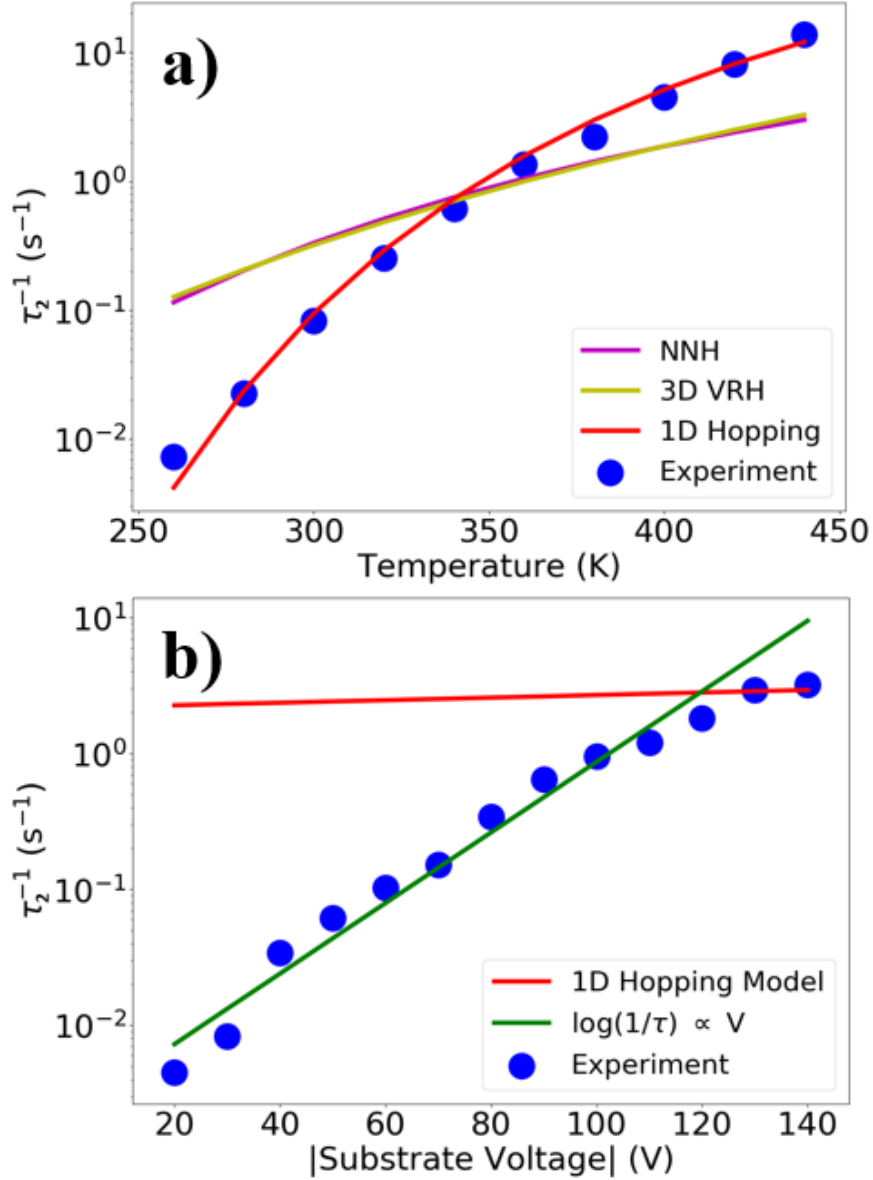 a)
10¹
10⁰
10⁻¹
10⁻²
τ₂⁻¹ (s⁻¹)
NNH
3D VRH
1D Hopping
Experiment
250 300 350 400 450
Temperature (K)
b)
10¹
10⁰
10⁻¹
10⁻²
τ₂⁻¹ (s⁻¹)
1D Hopping Model
log(1/τ) ∝ V
Experiment
20 40 60 80 100 120 140
|Substrate Voltage| (V)